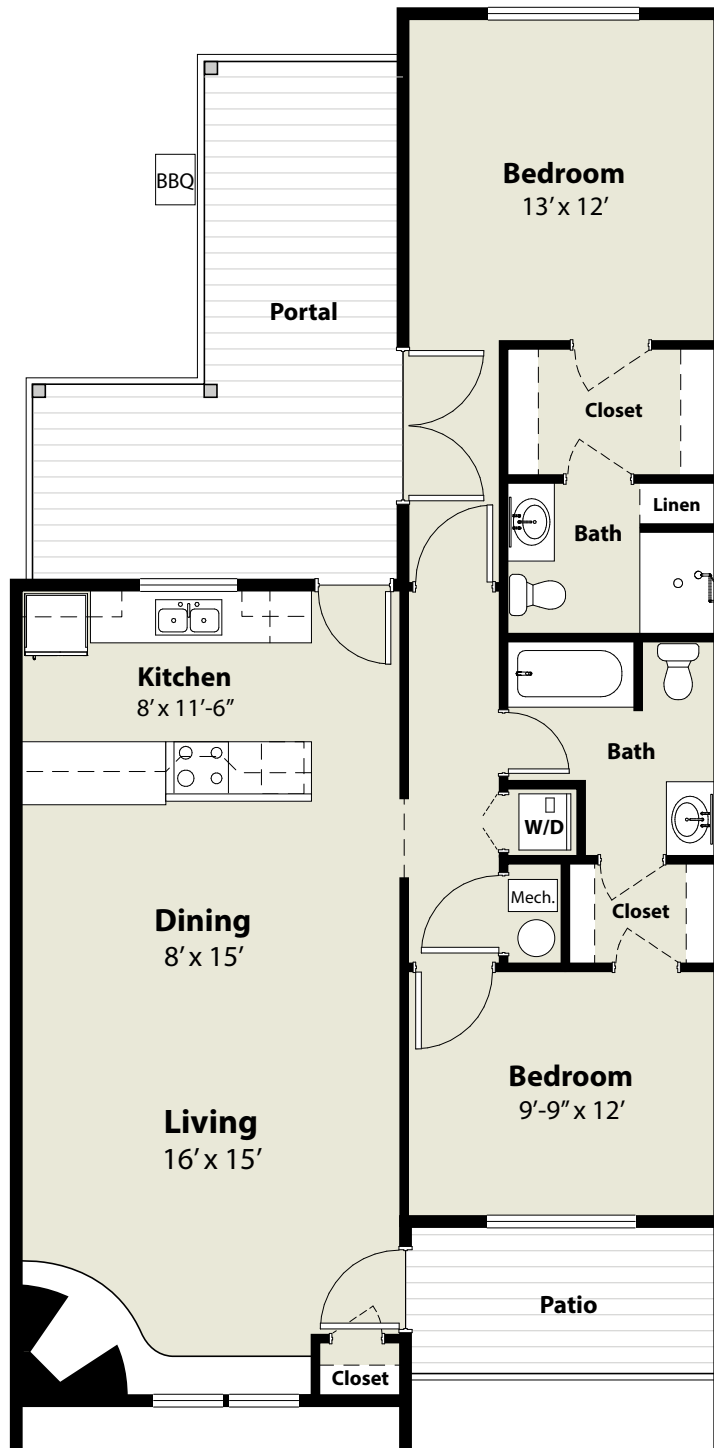 Bedroom
13’ x 12’
BBQ
Portal
Closet
Linen
Bath
Kitchen
8’ x 11’-6”
Bath
W/D
Mech.
Closet
Dining
8’ x 15’
Bedroom
9’-9” x 12’
Living
16’ x 15’
Patio
Closet